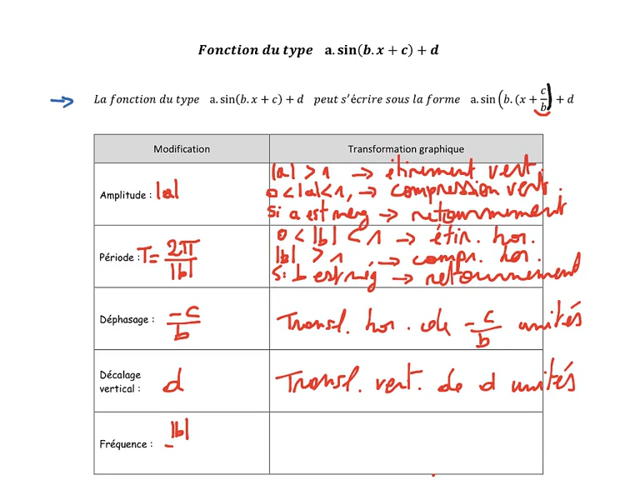 Fonction du type a.sin(b.x + c) + d
La fonction du type a.sin(b.x + c) + d peut s'écrire sous la forme a.sin(b.(x + c/b)) + d
Modification Transformation graphique
Amplitude : |a|
|a| > 1 → étirement vert.
0 < |a| < 1, → compression vert.
si a est nég → retournement
Période : T = 2π/|b|
0 < |b| < 1 → étir. hor.
|b| > 1 → compr. hor.
Si b est nég → retournement
Déphasage : -c/b Transl. hor. de -c/b unités
Décalage
vertical : d Transl. vert. de d unités
Fréquence : |b|